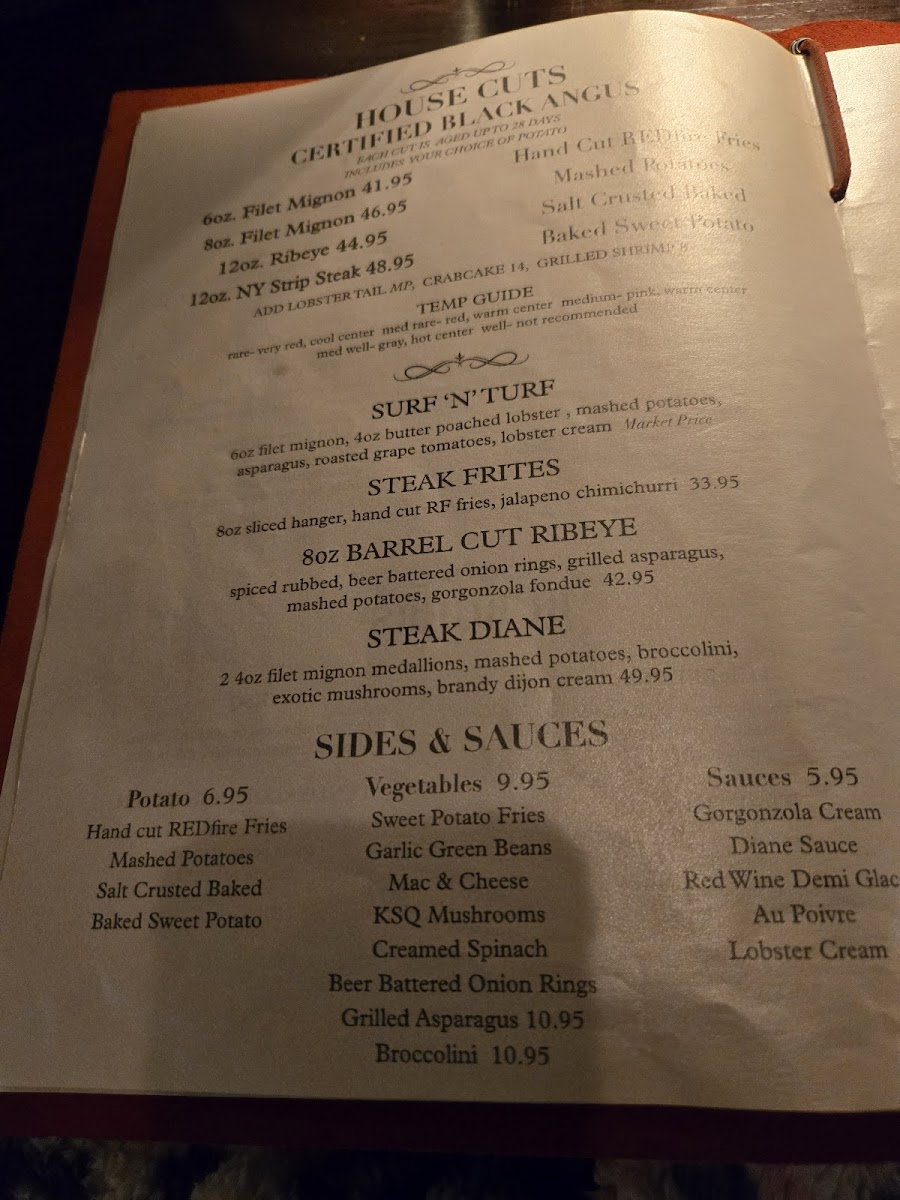 HOUSE CUTS
CERTIFIED BLACK ANGUS
EACH CUT IS AGED UP TO 28 DAYS
INCLUDES YOUR CHOICE OF POTATO
6oz. Filet Mignon 41.95
8oz. Filet Mignon 46.95
12oz. Ribeye 44.95
12oz. NY Strip Steak 48.95
Hand Cut REDfire Fries
Mashed Potatoes
Salt Crusted Baked
Baked Sweet Potato
ADD LOBSTER TAIL MP, CRABCAKE 14, GRILLED SHRIMP 8
TEMP GUIDE
rare- very red, cool center med rare- red, warm center medium- pink, warm center
med well- gray, hot center well- not recommended
SURF ‘N’ TURF
6oz filet mignon, 4oz butter poached lobster , mashed potatoes,
asparagus, roasted grape tomatoes, lobster cream Market Price
STEAK FRITES
8oz sliced hanger, hand cut RF fries, jalapeno chimichurri 33.95
8oz BARREL CUT RIBEYE
spiced rubbed, beer battered onion rings, grilled asparagus,
mashed potatoes, gorgonzola fondue 42.95
STEAK DIANE
2 4oz filet mignon medallions, mashed potatoes, broccolini,
exotic mushrooms, brandy dijon cream 49.95
SIDES & SAUCES
Potato 6.95
Hand cut REDfire Fries
Mashed Potatoes
Salt Crusted Baked
Baked Sweet Potato
Vegetables 9.95
Sweet Potato Fries
Garlic Green Beans
Mac & Cheese
KSQ Mushrooms
Creamed Spinach
Beer Battered Onion Rings
Grilled Asparagus 10.95
Broccolini 10.95
Sauces 5.95
Gorgonzola Cream
Diane Sauce
Red Wine Demi Glac
Au Poivre
Lobster Cream